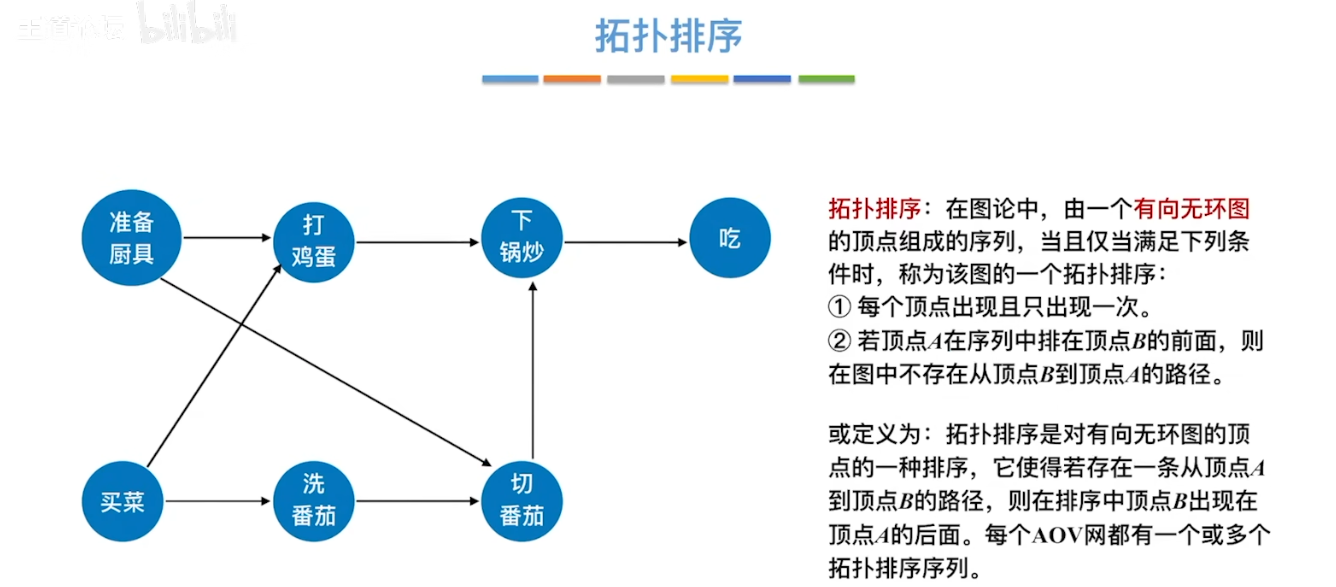 bilibili
拓扑排序
准备
厨具
打
鸡蛋
下
锅炒
吃
买菜
洗
番茄
切
番茄
拓扑排序：在图论中，由一个有向无环图
的顶点组成的序列，当且仅当满足下列条
件时，称为该图的一个拓扑排序：
① 每个顶点出现且只出现一次。
② 若顶点A在序列中排在顶点B的前面，则
在图中不存在从顶点B到顶点A的路径。
或定义为：拓扑排序是对有向无环图的顶
点的一种排序，它使得若存在一条从顶点A
到顶点B的路径，则在排序中顶点B出现在
顶点A的后面。每个AOV网都有一个或多个
拓扑排序序列。